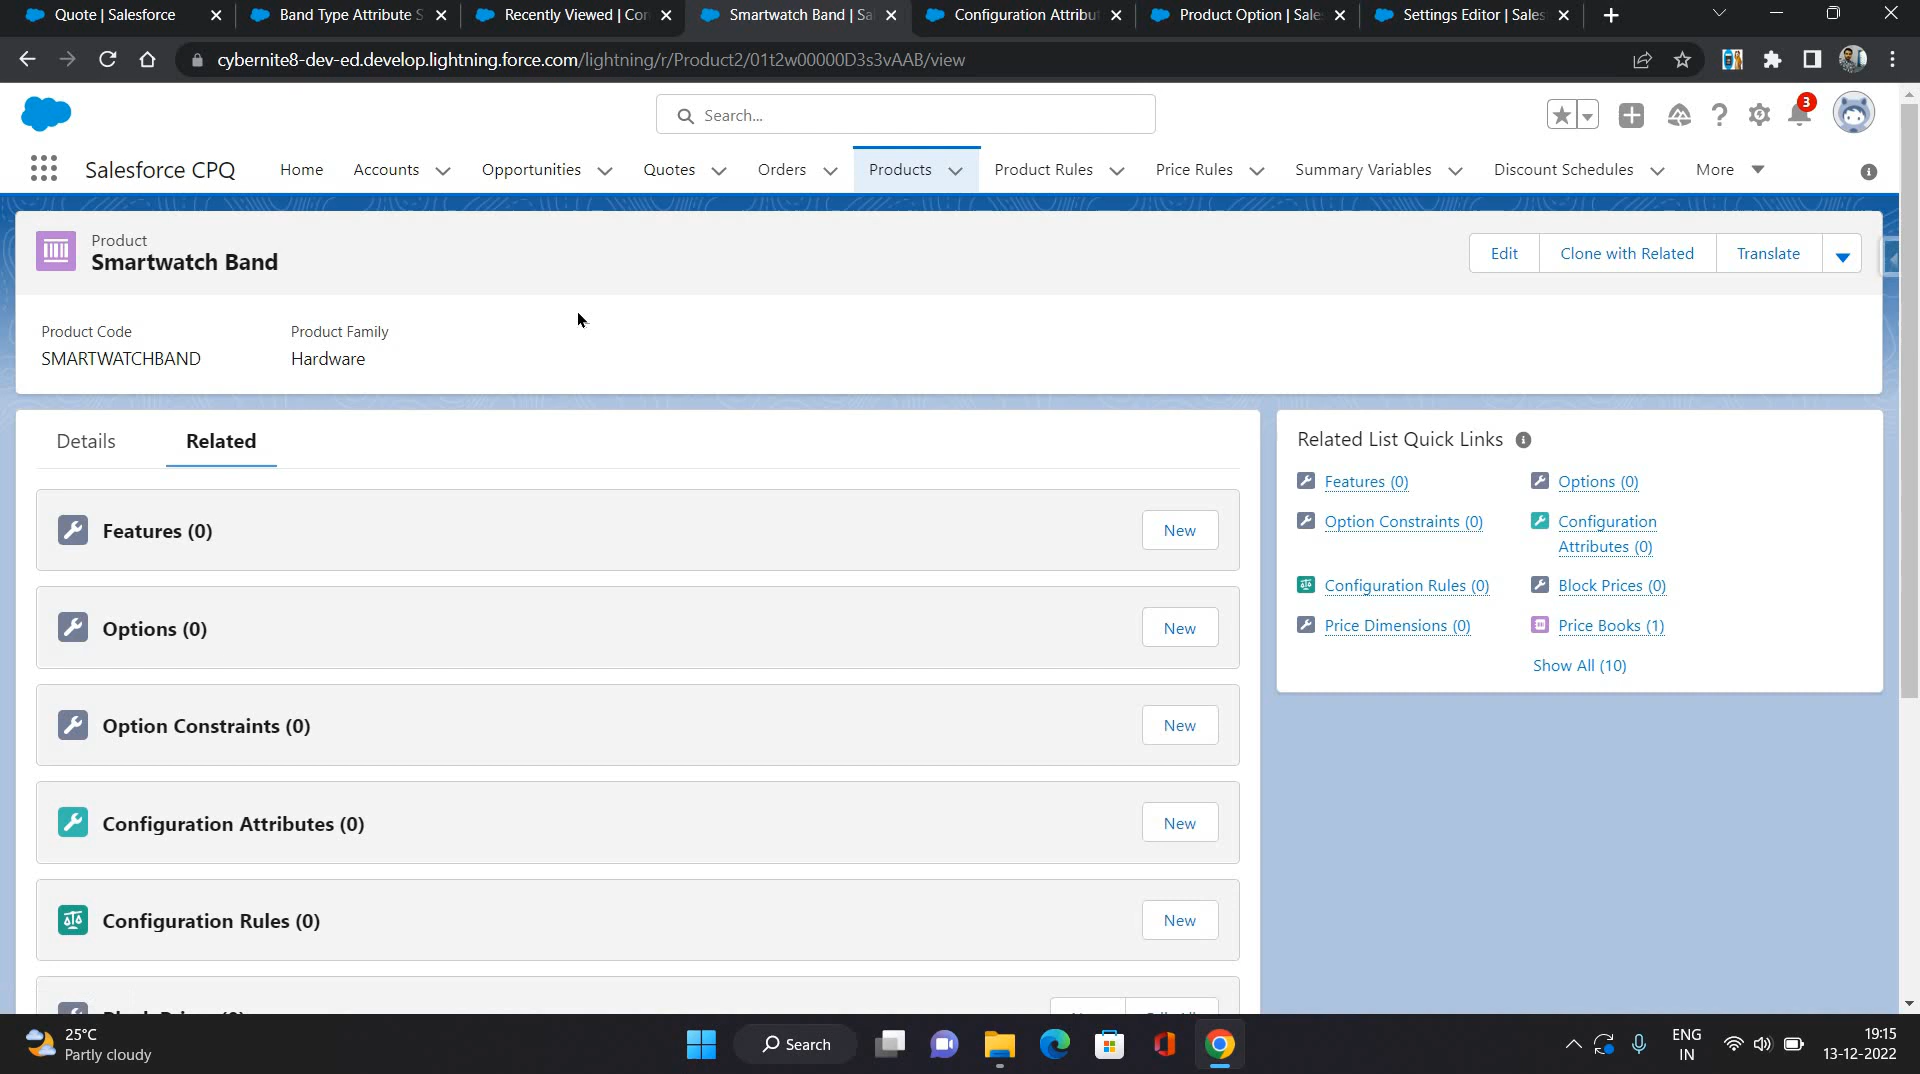 Quote | Salesforce
Band Type Attribute S
Recently Viewed | Con
Smartwatch Band | Sa
Configuration Attribut
Product Option | Sale
Settings Editor | Sales
cybernite8-dev-ed.develop.lightning.force.com/lightning/r/Product2/01t2w00000D3s3vAAB/view
Search...
3
Salesforce CPQ
Home
Accounts
Opportunities
Quotes
Orders
Products
Product Rules
Price Rules
Summary Variables
Discount Schedules
More
Product
Smartwatch Band
Edit
Clone with Related
Translate
Product Code
Product Family
SMARTWATCHBAND
Hardware
Details
Related
Features (0)
New
Options (0)
New
Option Constraints (0)
New
Configuration Attributes (0)
New
Configuration Rules (0)
New
Related List Quick Links
Features (0)
Options (0)
Option Constraints (0)
Configuration
Attributes (0)
Configuration Rules (0)
Block Prices (0)
Price Dimensions (0)
Price Books (1)
Show All (10)
25°C
Partly cloudy
Search
ENG
IN
19:15
13-12-2022